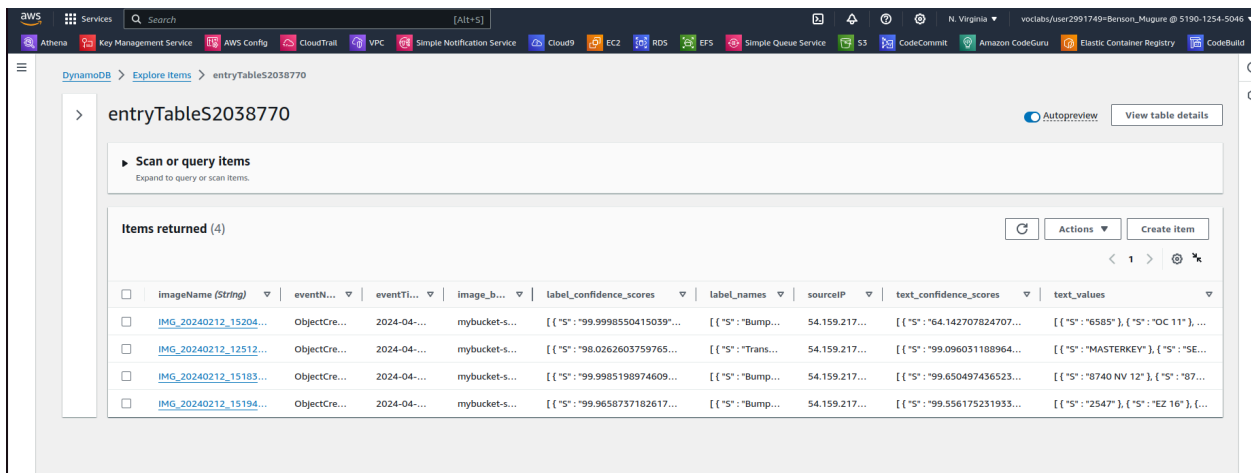 aws Services Search [Alt+S] N. Virginia ▼ voclabs/user2991749=Benson_Mugure @ 5190-1254-5046
Athena Key Management Service AWS Config CloudTrail VPC Simple Notification Service Cloud9 EC2 RDS EFS Simple Queue Service S3 CodeCommit Amazon CodeGuru Elastic Container Registry CodeBuild
DynamoDB > Explore items > entryTableS2038770
entryTableS2038770 Autopreview View table details
Scan or query items
Expand to query or scan items.
Items returned (4) Actions ▼ Create item
< 1 >
imageName (String) eventN... eventTi... image_b... label_confidence_scores label_names sourceIP text_confidence_scores text_values
IMG_20240212_15204... ObjectCre... 2024-04-... mybucket-s... [ { "S" : "99.9998550415039"... [ { "S" : "Bump... 54.159.217... [ { "S" : "64.142707824707... [ { "S" : "6585" }, { "S" : "OC 11" }, ...
IMG_20240212_12512... ObjectCre... 2024-04-... mybucket-s... [ { "S" : "98.0262603759765... [ { "S" : "Trans... 54.159.217... [ { "S" : "99.096031188964... [ { "S" : "MASTERKEY" }, { "S" : "SE...
IMG_20240212_15183... ObjectCre... 2024-04-... mybucket-s... [ { "S" : "99.9985198974609... [ { "S" : "Bump... 54.159.217... [ { "S" : "99.650497436523... [ { "S" : "8740 NV 12" }, { "S" : "87...
IMG_20240212_15194... ObjectCre... 2024-04-... mybucket-s... [ { "S" : "99.9658737182617... [ { "S" : "Bump... 54.159.217... [ { "S" : "99.556175231933... [ { "S" : "2547" }, { "S" : "EZ 16" }, {...